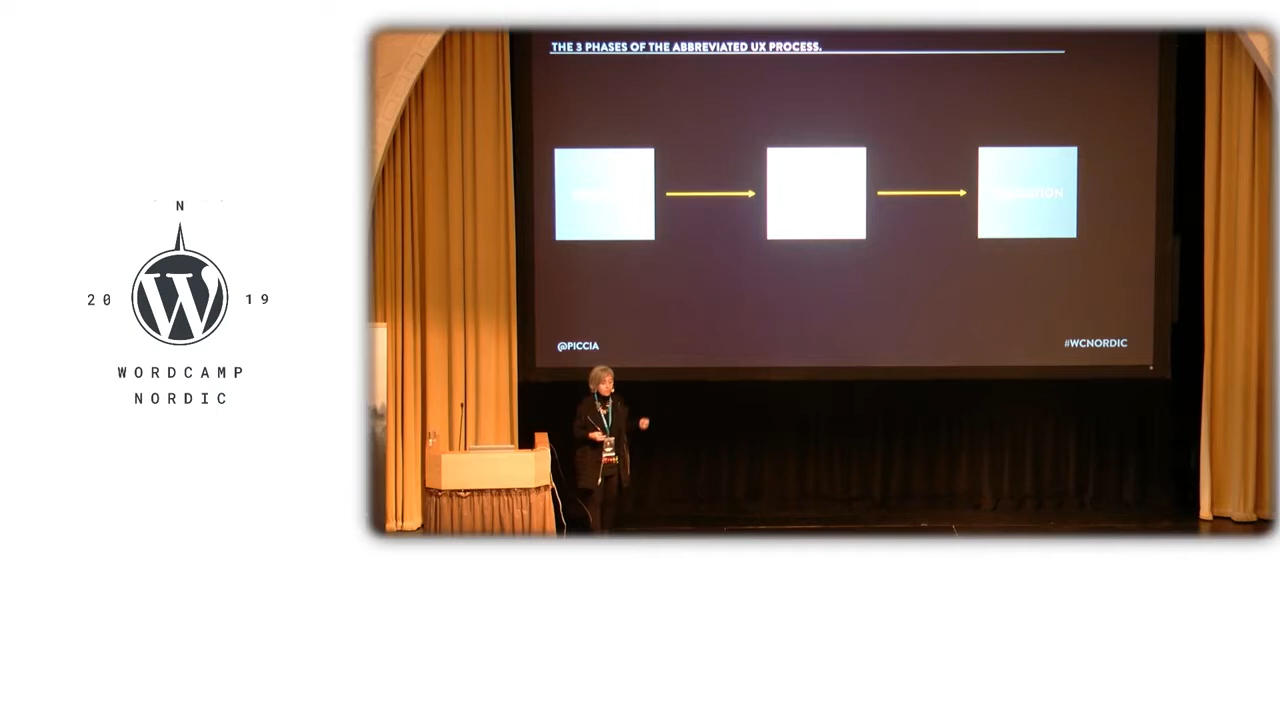 N
20 19
WORDCAMP
NORDIC
THE 3 PHASES OF THE ABBREVIATED UX PROCESS.
@PICCIA
#WCNORDIC